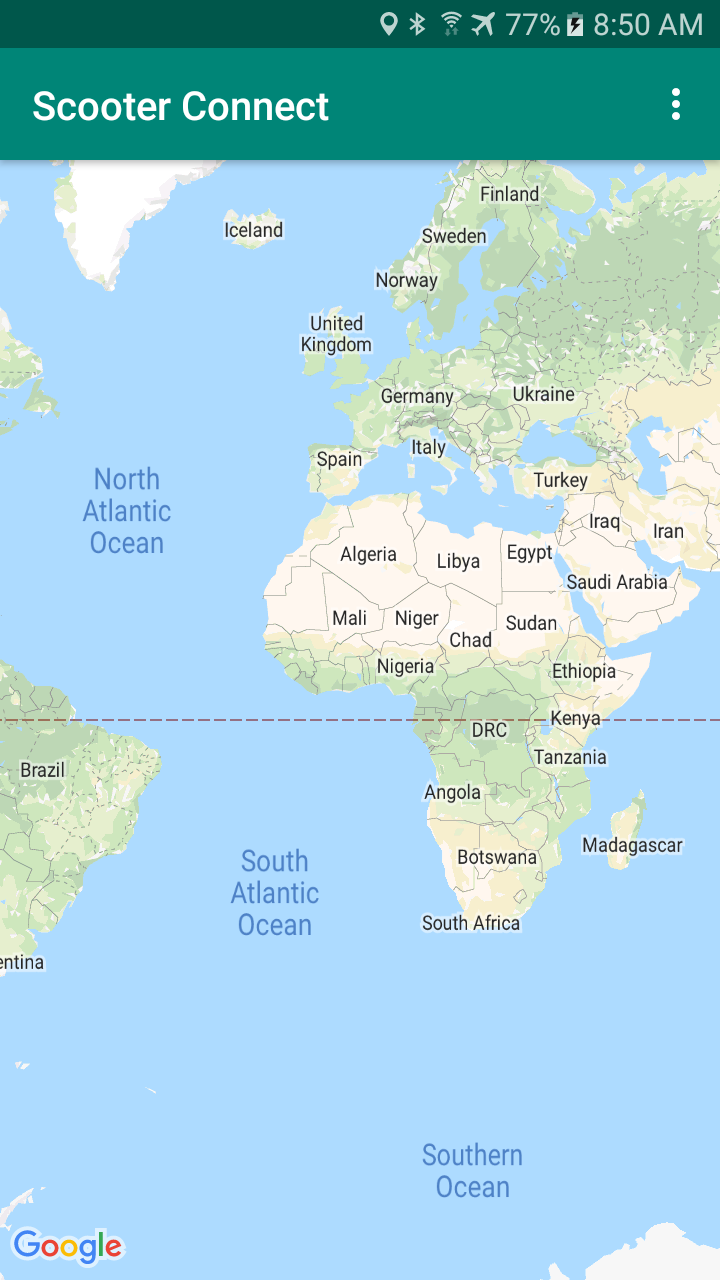 77% 8:50 AM
Scooter Connect
Finland
Iceland
Sweden
Norway
United
Kingdom
Germany
Ukraine
Italy
Spain
North
Atlantic
Ocean
Turkey
Iraq
Iran
Algeria
Libya
Egypt
Saudi Arabia
Mali
Niger
Sudan
Chad
Nigeria
Ethiopia
Kenya
DRC
Tanzania
Brazil
Angola
Madagascar
South
Atlantic
Ocean
Botswana
South Africa
entina
Southern
Ocean
Google